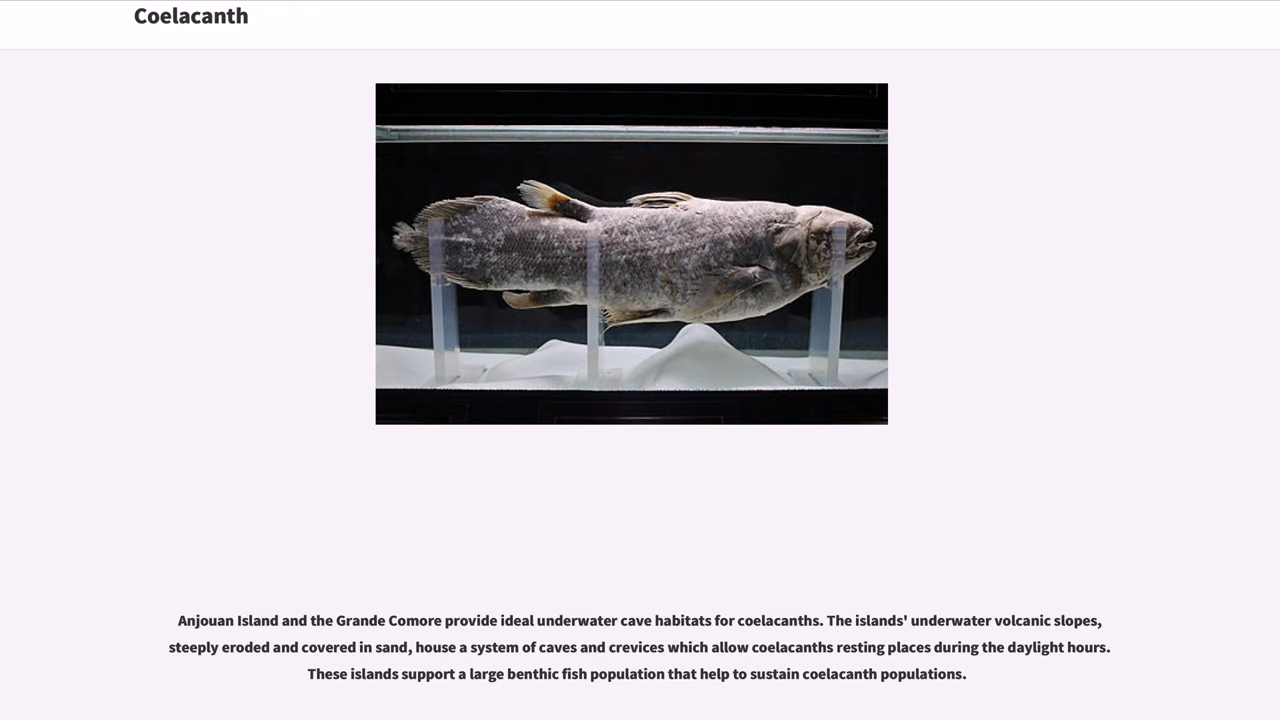 Coelacanth
Anjouan Island and the Grande Comore provide ideal underwater cave habitats for coelacanths. The islands' underwater volcanic slopes,
steeply eroded and covered in sand, house a system of caves and crevices which allow coelacanths resting places during the daylight hours.
These islands support a large benthic fish population that help to sustain coelacanth populations.